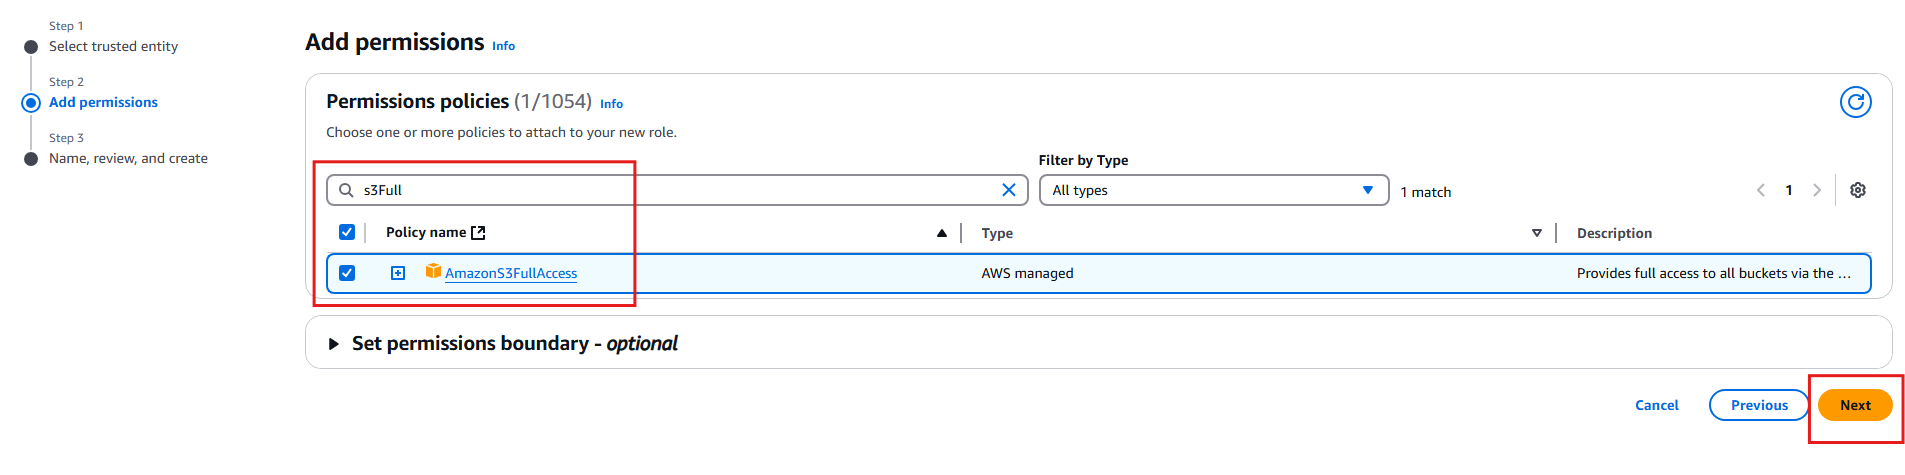 Step 1
Select trusted entity
Step 2
Add permissions
Step 3
Name, review, and create
Add permissions Info
Permissions policies (1/1054) Info
Choose one or more policies to attach to your new role.
Filter by Type
s3Full
All types
1 match
1
Policy name
Type
Description
AmazonS3FullAccess
AWS managed
Provides full access to all buckets via the ...
Set permissions boundary - optional
Cancel
Previous
Next